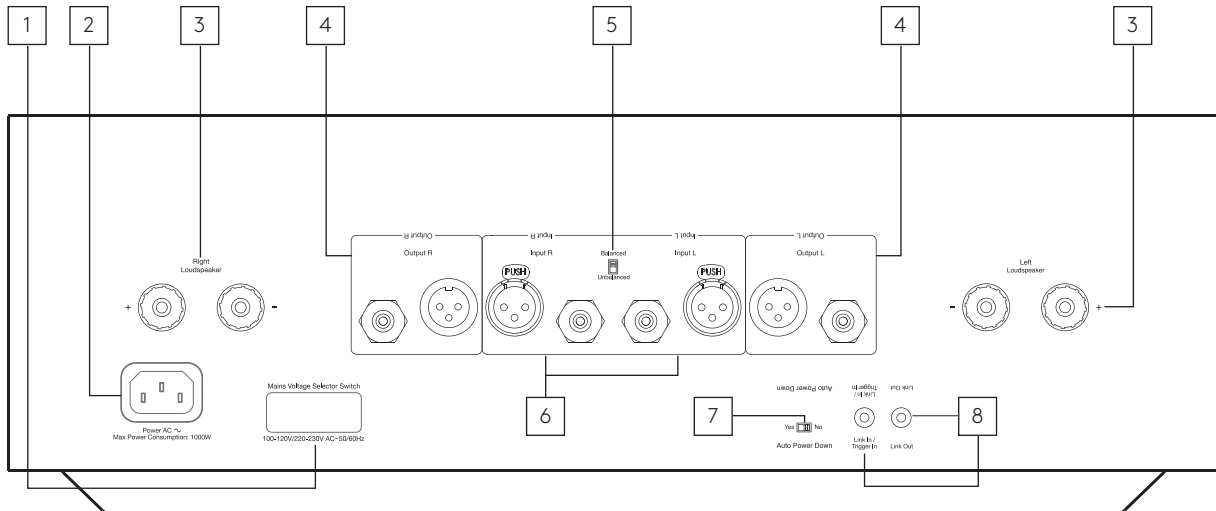 1
2
3
4
5
4
3
Output R
Input R
Input L
Output L
Right
Loudspeaker
Output R
Input R
Balanced
Unbalanced
Input L
Output L
Left
Loudspeaker
PUSH
PUSH
+
-
-
+
Mains Voltage Selector Switch
100-120V/220-230V AC~50/60Hz
Power AC ~
Max Power Consumption: 1000W
6
7
8
Auto Power Down
Link In /
Trigger In
Link Out
Yes
No
Auto Power Down
Link In /
Trigger In
Link Out